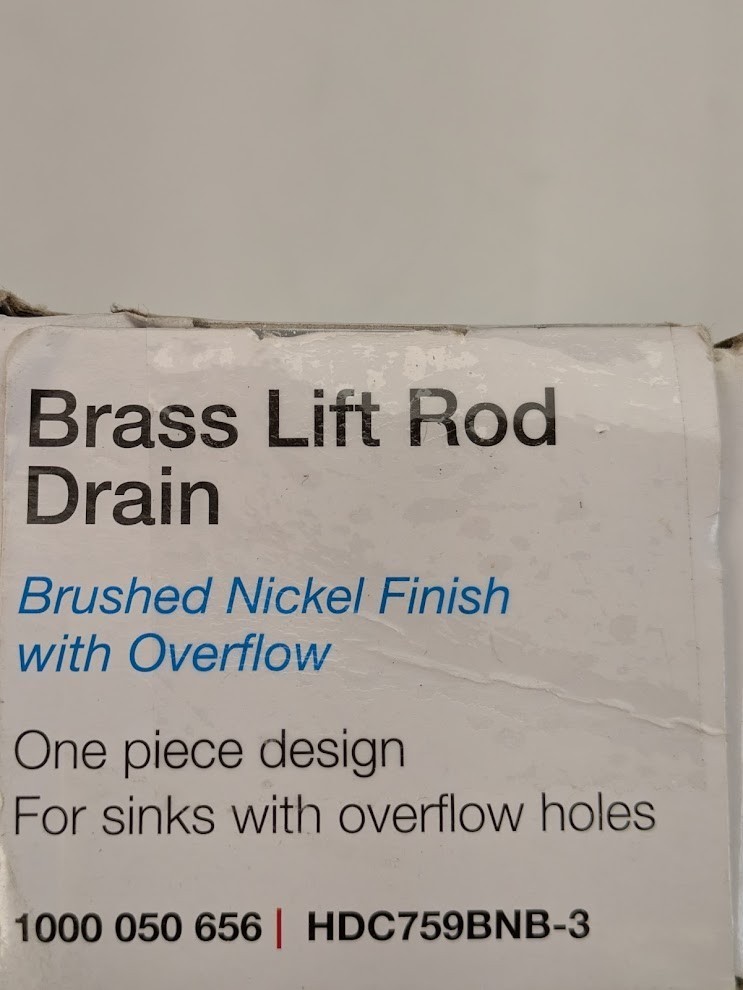 Brass Lift Rod
Drain
Brushed Nickel Finish
with Overflow
One piece design
For sinks with overflow holes
1000 050 656 | HDC759BNB-3